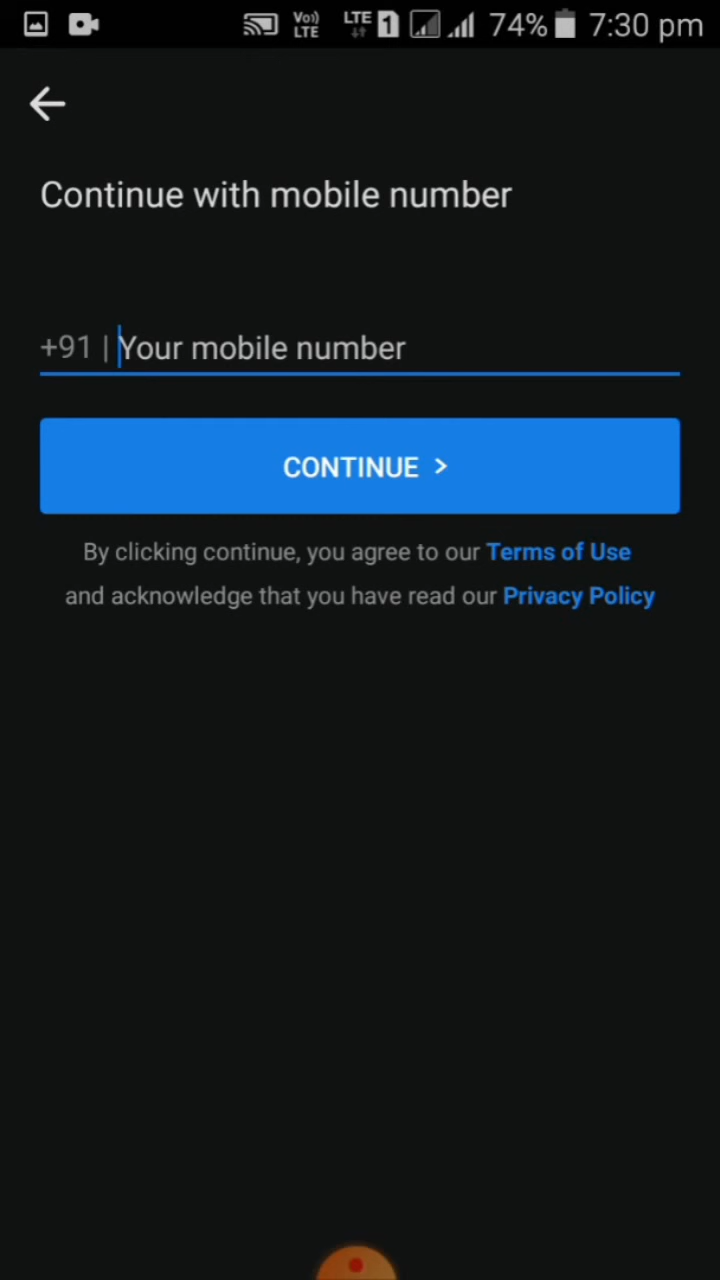 Vo) LTE LTE 1 74% 7:30 pm
Continue with mobile number
+91 | Your mobile number
CONTINUE >
By clicking continue, you agree to our Terms of Use
and acknowledge that you have read our Privacy Policy